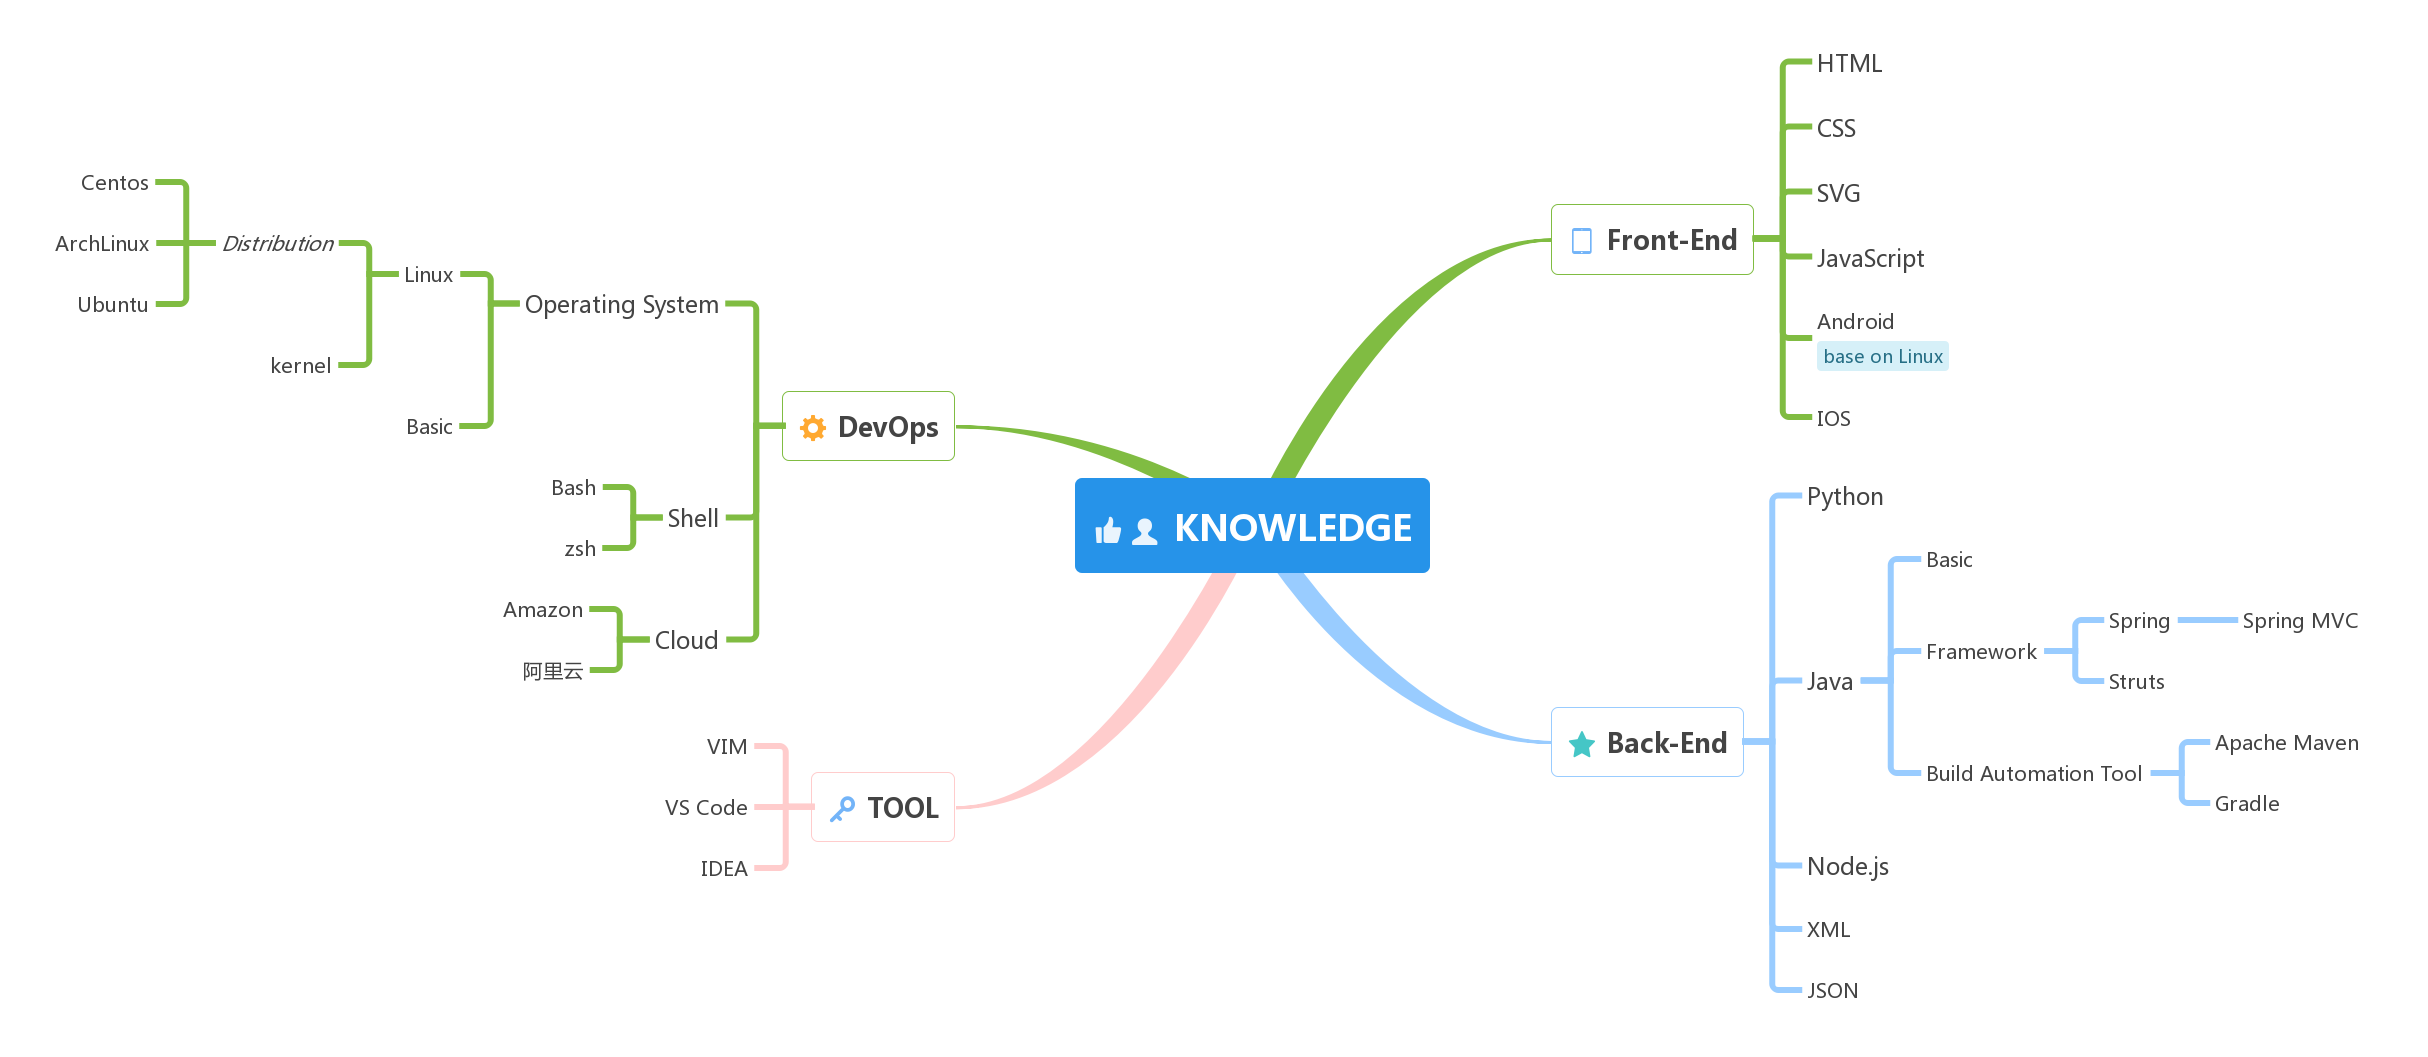 KNOWLEDGE
Front-End
HTML
CSS
SVG
JavaScript
Android
base on Linux
IOS
Back-End
Python
Java
Basic
Framework
Spring
Spring MVC
Struts
Build Automation Tool
Apache Maven
Gradle
Node.js
XML
JSON
DevOps
Operating System
Linux
Distribution
Centos
ArchLinux
Ubuntu
kernel
Basic
Shell
Bash
zsh
Cloud
Amazon
阿里云
TOOL
VIM
VS Code
IDEA